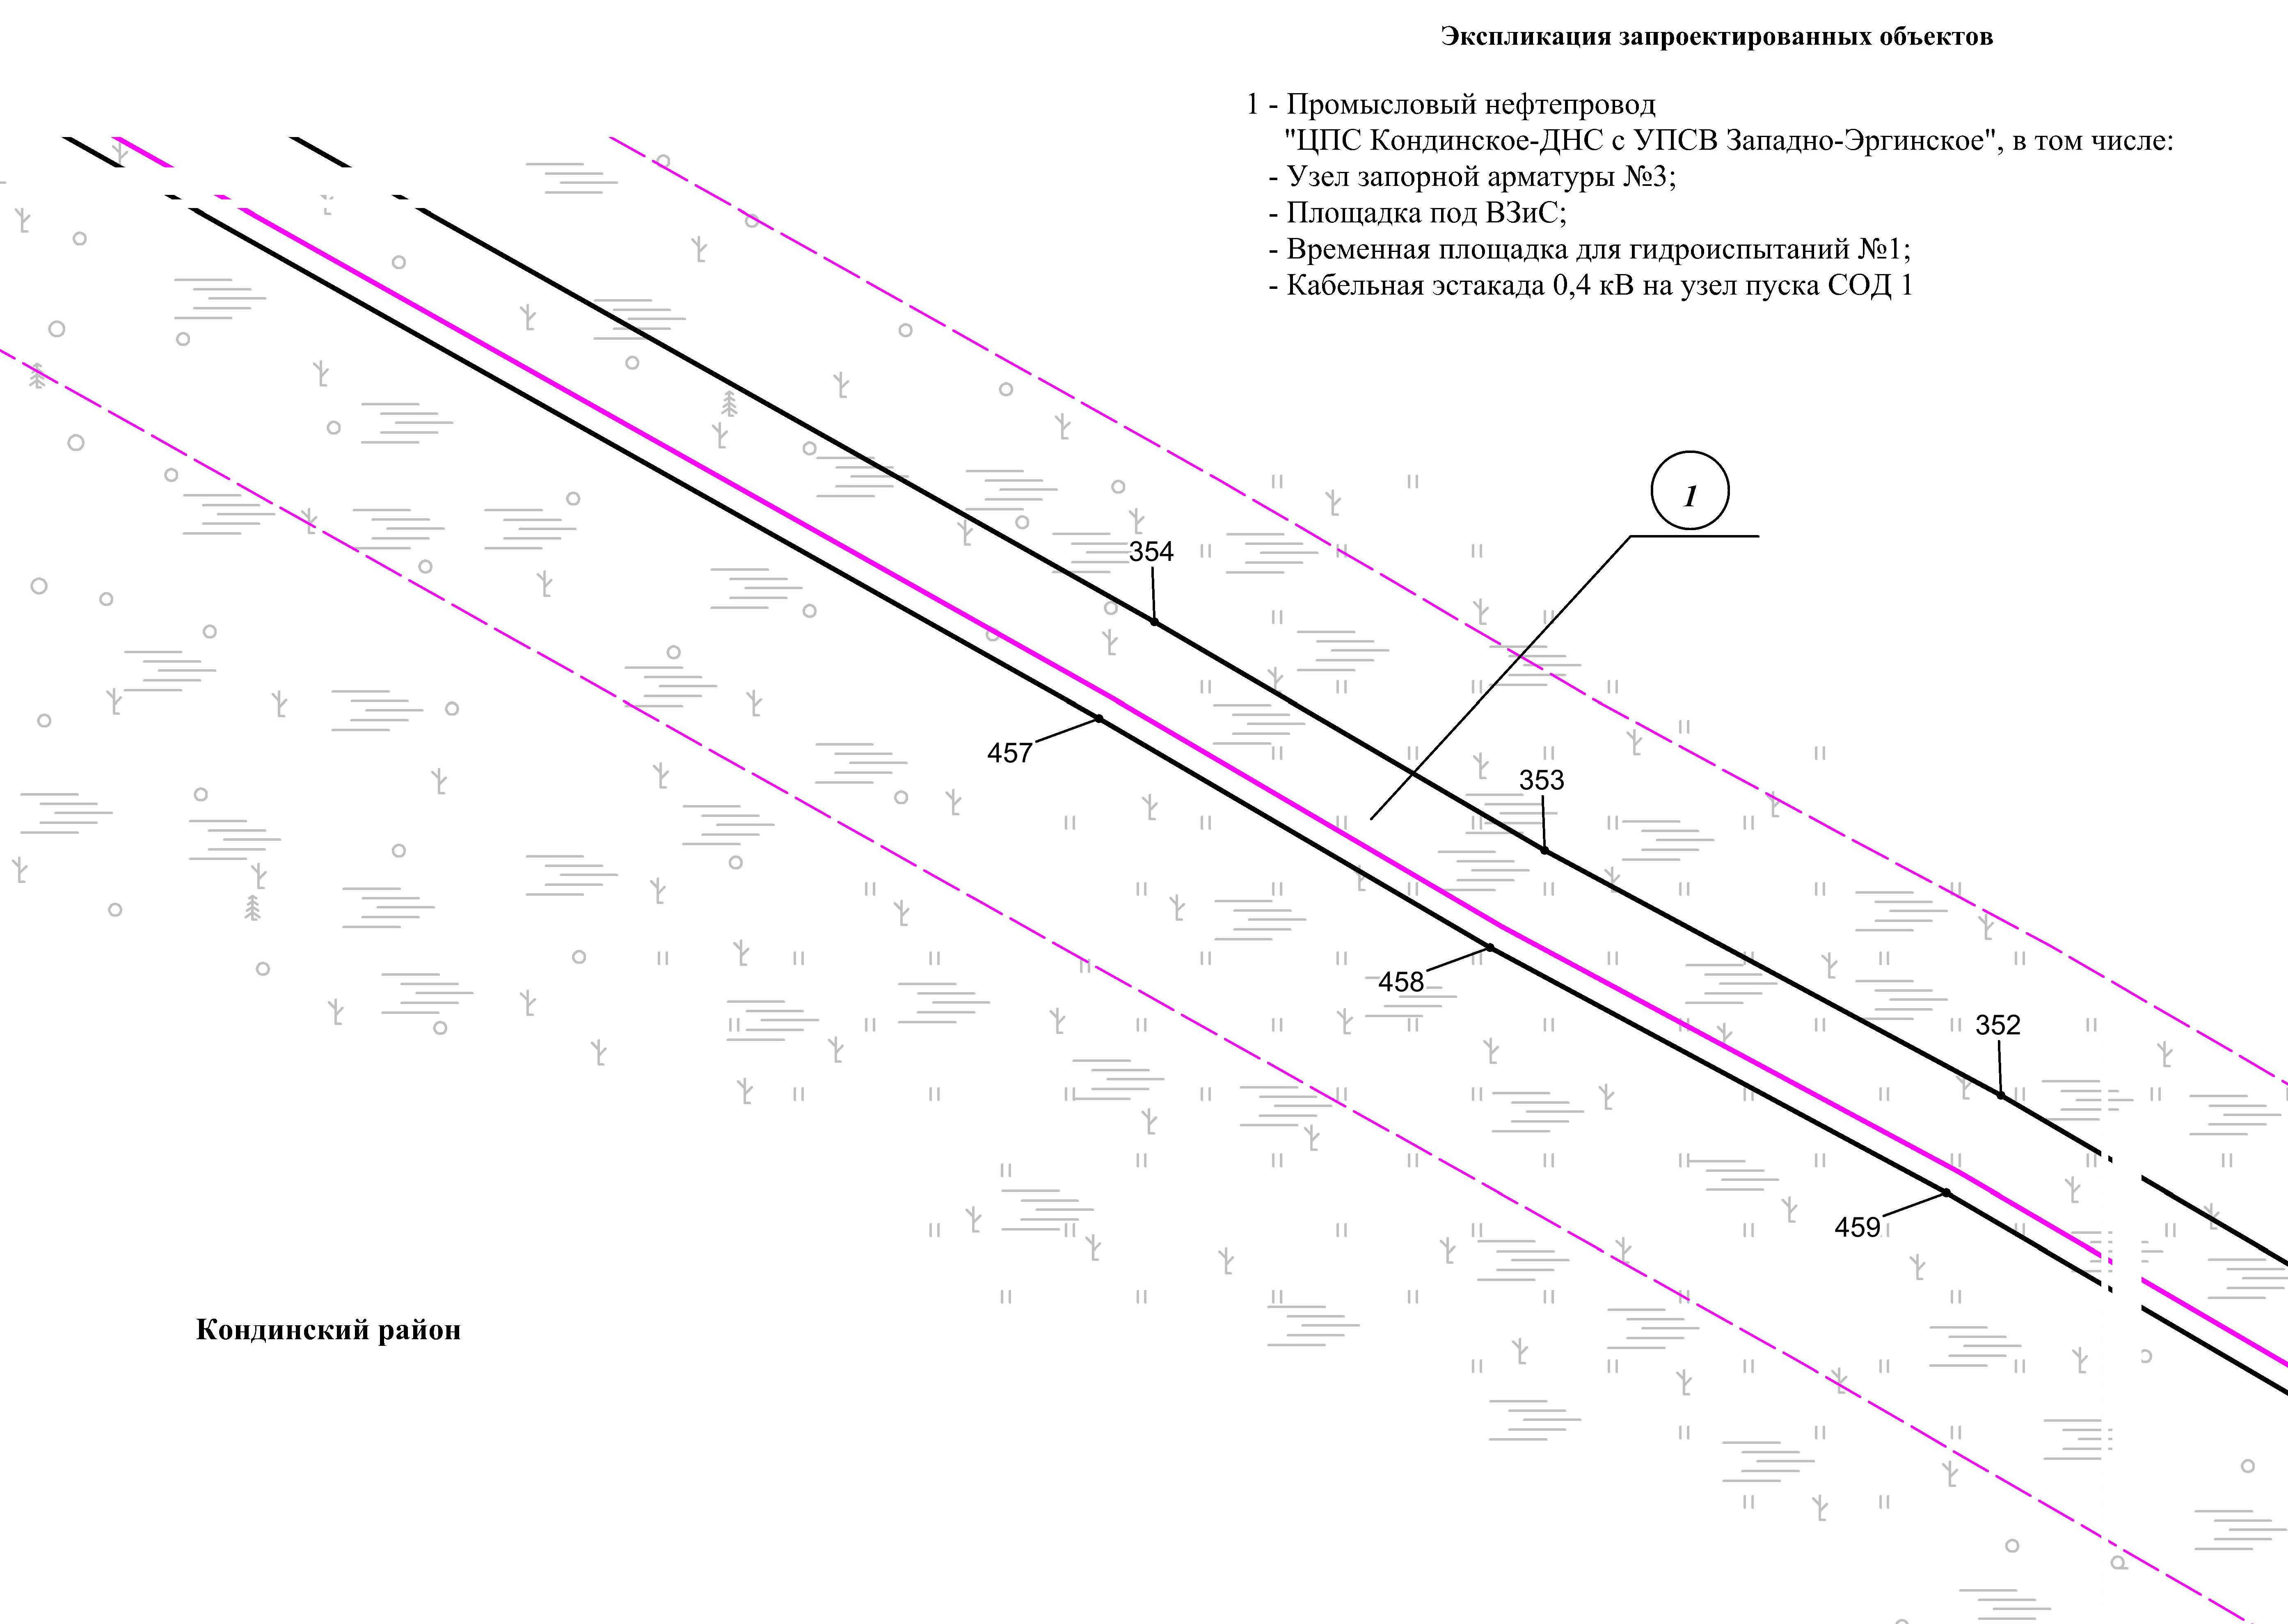 Экспликация запроектированных объектов
1 - Промысловый нефтепровод
"ЦПС Кондинское-ДНС с УПСВ Западно-Эргинское", в том числе:
- Узел запорной арматуры №3;
- Площадка под ВЗиС;
- Временная площадка для гидроиспытаний №1;
- Кабельная эстакада 0,4 кВ на узел пуска СОД 1
1
354
457
353
458
352
459
Кондинский район